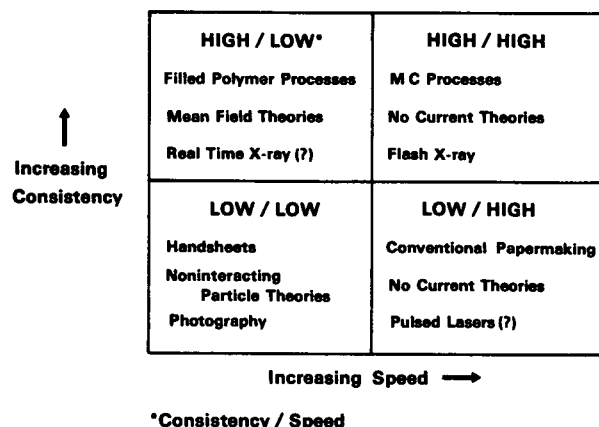 HIGH / LOW*
Filled Polymer Processes
Mean Field Theories
Real Time X-ray (?)
HIGH / HIGH
M C Processes
No Current Theories
Flash X-ray
↑
Increasing
Consistency
LOW / LOW
Handsheets
Noninteracting
Particle Theories
Photography
LOW / HIGH
Conventional Papermaking
No Current Theories
Pulsed Lasers (?)
Increasing Speed →
*Consistency / Speed